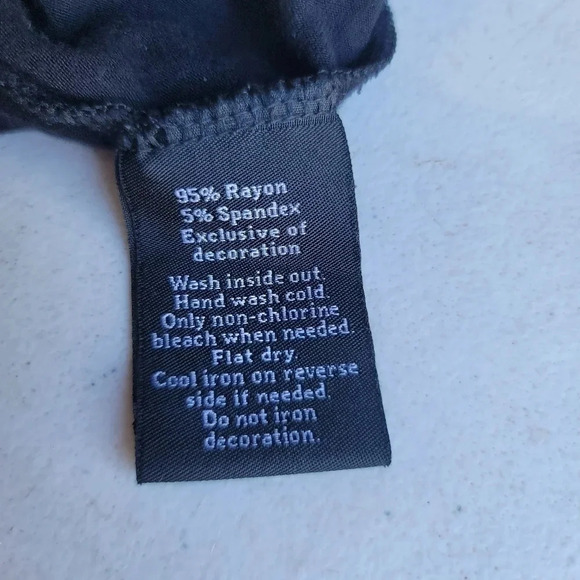 95% Rayon
5% Spandex
Exclusive of
decoration
Wash inside out.
Hand wash cold.
Only non-chlorine
bleach when needed.
Flat dry.
Cool iron on reverse
side if needed.
Do not iron
decoration.